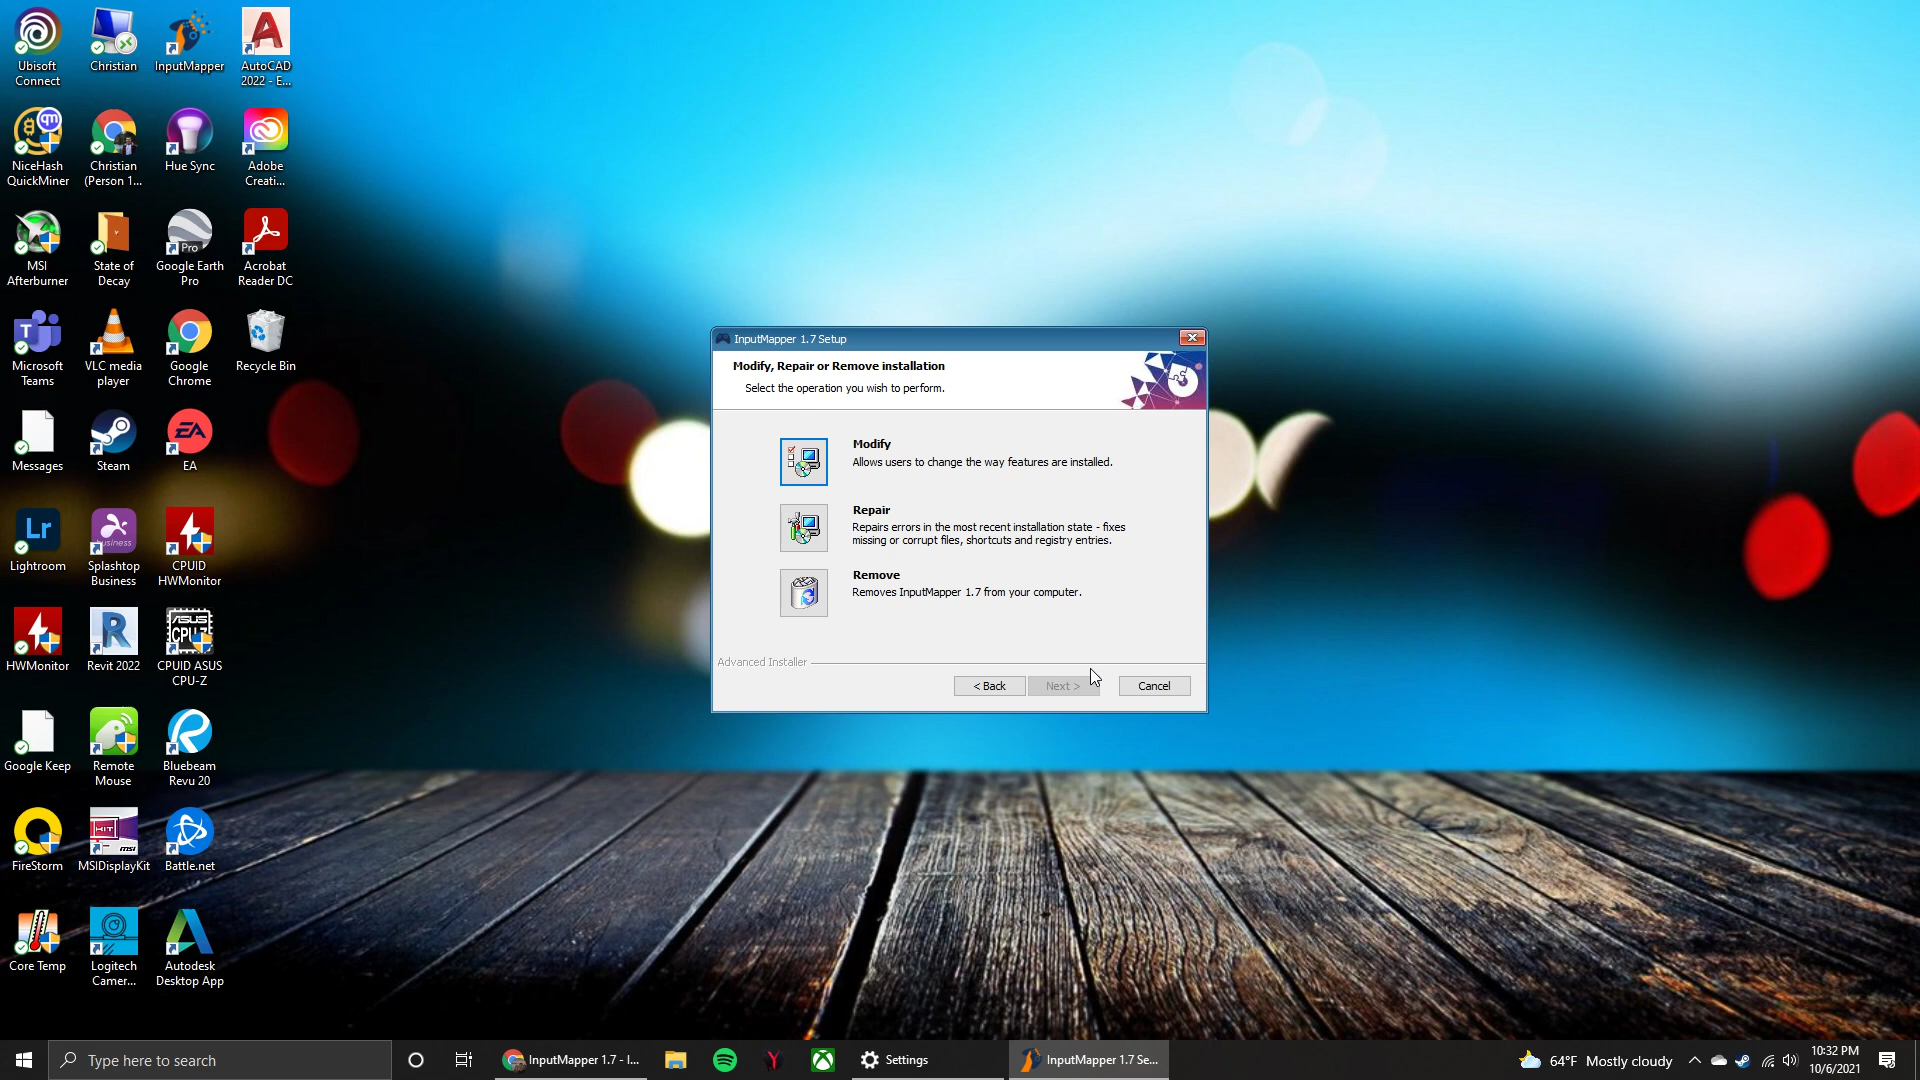 Ubisoft
Connect
Christian
InputMapper
AutoCAD
2022 - E...
NiceHash
QuickMiner
Christian
(Person 1...
Hue Sync
Adobe
Creati...
MSI
Afterburner
State of
Decay
Pro
Google Earth
Pro
Acrobat
Reader DC
Microsoft
Teams
VLC media
player
Google
Chrome
Recycle Bin
Messages
Steam
EA
EA
Lr
Lightroom
business
Splashtop
Business
CPUID
HWMonitor
HWMonitor
R
Revit 2022
ASUS
CPU-Z
CPUID ASUS
CPU-Z
Google Keep
Remote
Mouse
Bluebeam
Revu 20
FireStorm
KIT
msi
MSIDisplayKit
Battle.net
Core Temp
Logitech
Camer...
Autodesk
Desktop App
InputMapper 1.7 Setup
Modify, Repair or Remove installation
Select the operation you wish to perform.
Modify
Allows users to change the way features are installed.
Repair
Repairs errors in the most recent installation state - fixes
missing or corrupt files, shortcuts and registry entries.
Remove
Removes InputMapper 1.7 from your computer.
Advanced Installer
< Back
Next >
Cancel
Type here to search
InputMapper 1.7 - I...
Settings
InputMapper 1.7 Se...
64°F Mostly cloudy
10:32 PM
10/6/2021